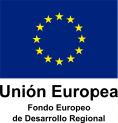 Unión Europea
Fondo Europeo
de Desarrollo Regional